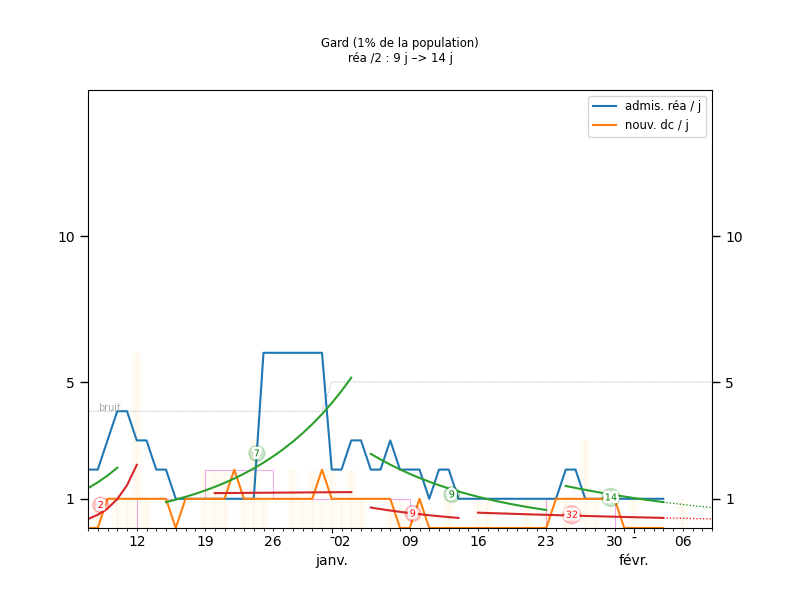 Gard (1% de la population)
réa /2 : 9 j –> 14 j
admis. réa / j
nouv. dc / j
10 10
5 5
bruit
7
9
14
2
9
32
1 1
12 19 26 02 09 16 23 30 06
janv. févr.